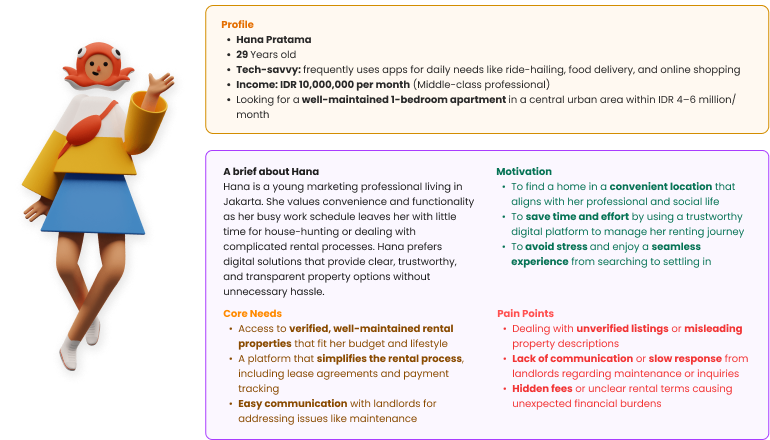 Profile
• Hana Pratama
• 29 Years old
• Tech-savvy: frequently uses apps for daily needs like ride-hailing, food delivery, and online shopping
• Income: IDR 10,000,000 per month (Middle-class professional)
• Looking for a well-maintained 1-bedroom apartment in a central urban area within IDR 4–6 million/
month
A brief about Hana
Hana is a young marketing professional living in
Jakarta. She values convenience and functionality
as her busy work schedule leaves her with little
time for house-hunting or dealing with
complicated rental processes. Hana prefers
digital solutions that provide clear, trustworthy,
and transparent property options without
unnecessary hassle.
Motivation
• To find a home in a convenient location that
aligns with her professional and social life
• To save time and effort by using a trustworthy
digital platform to manage her renting journey
• To avoid stress and enjoy a seamless
experience from searching to settling in
Core Needs
• Access to verified, well-maintained rental
properties that fit her budget and lifestyle
• A platform that simplifies the rental process,
including lease agreements and payment
tracking
• Easy communication with landlords for
addressing issues like maintenance
Pain Points
• Dealing with unverified listings or misleading
property descriptions
• Lack of communication or slow response from
landlords regarding maintenance or inquiries
• Hidden fees or unclear rental terms causing
unexpected financial burdens